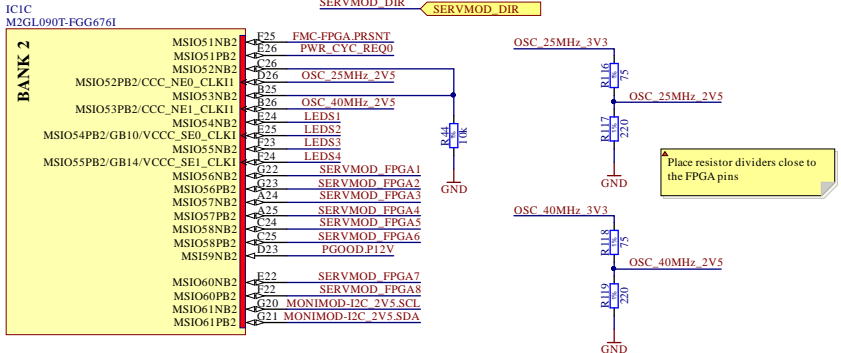 IC1C
M2GL090T-FGG676I
BANK 2
SERVMOD_DIR
SERVMOD_DIR
MSIO51NB2 F25 FMC-FPGA.PRSNT
MSIO51PB2 E26 PWR_CYC_REQ0
MSIO52NB2 C26
MSIO52PB2/CCC_NE0_CLKI1 D26 OSC_25MHz_2V5
MSIO53NB2 B25
MSIO53PB2/CCC_NE1_CLKI1 B26 OSC_40MHz_2V5
MSIO54NB2 E24 LEDS1
MSIO54PB2/GB10/VCCC_SE0_CLKI E25 LEDS2
MSIO55NB2 F23 LEDS3
MSIO55PB2/GB14/VCCC_SE1_CLKI F24 LEDS4
MSIO56NB2 G22 SERVMOD_FPGA1
MSIO56PB2 G23 SERVMOD_FPGA2
MSIO57NB2 A24 SERVMOD_FPGA3
MSIO57PB2 A25 SERVMOD_FPGA4
MSIO58NB2 C24 SERVMOD_FPGA5
MSIO58PB2 C25 SERVMOD_FPGA6
MSI59NB2 D23 PGOOD.P12V
MSIO60NB2 E22 SERVMOD_FPGA7
MSIO60PB2 F22 SERVMOD_FPGA8
MSIO61NB2 G20 MONIMOD-I2C_2V5.SCL
MSIO61PB2 G21 MONIMOD-I2C_2V5.SDA
R44
10k
GND
OSC_25MHz_3V3
R116
1%
75
OSC_25MHz_2V5
R117
1%
220
GND
OSC_40MHz_3V3
R118
1%
75
OSC_40MHz_2V5
R119
1%
220
GND
Place resistor dividers close to
the FPGA pins